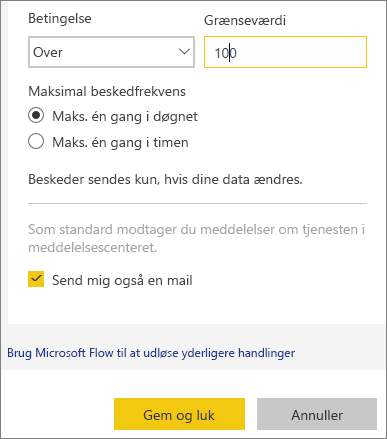 Betingelse Grænseværdi
Over 100
Maksimal beskedfrekvens
Maks. én gang i døgnet
Maks. én gang i timen
Beskeder sendes kun, hvis dine data ændres.
Som standard modtager du meddelelser om tjenesten i
meddelelsescenteret.
Send mig også en mail
Brug Microsoft Flow til at udløse yderligere handlinger
Gem og luk Annuller